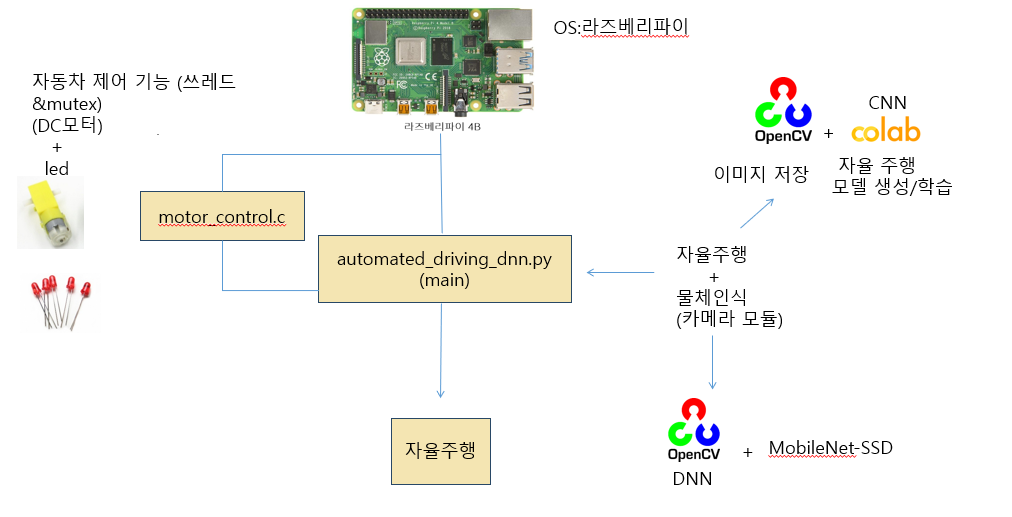 OS:라즈베리파이
라즈베리파이 4B
자동차 제어 기능 (쓰레드
&mutex)
(DC모터)
+
led
motor_control.c
automated_driving_dnn.py
(main)
자율주행
OpenCV
+
CNN
colab
이미지 저장
자율 주행
모델 생성/학습
자율주행
+
물체인식
(카메라 모듈)
OpenCV
DNN
+
MobileNet-SSD